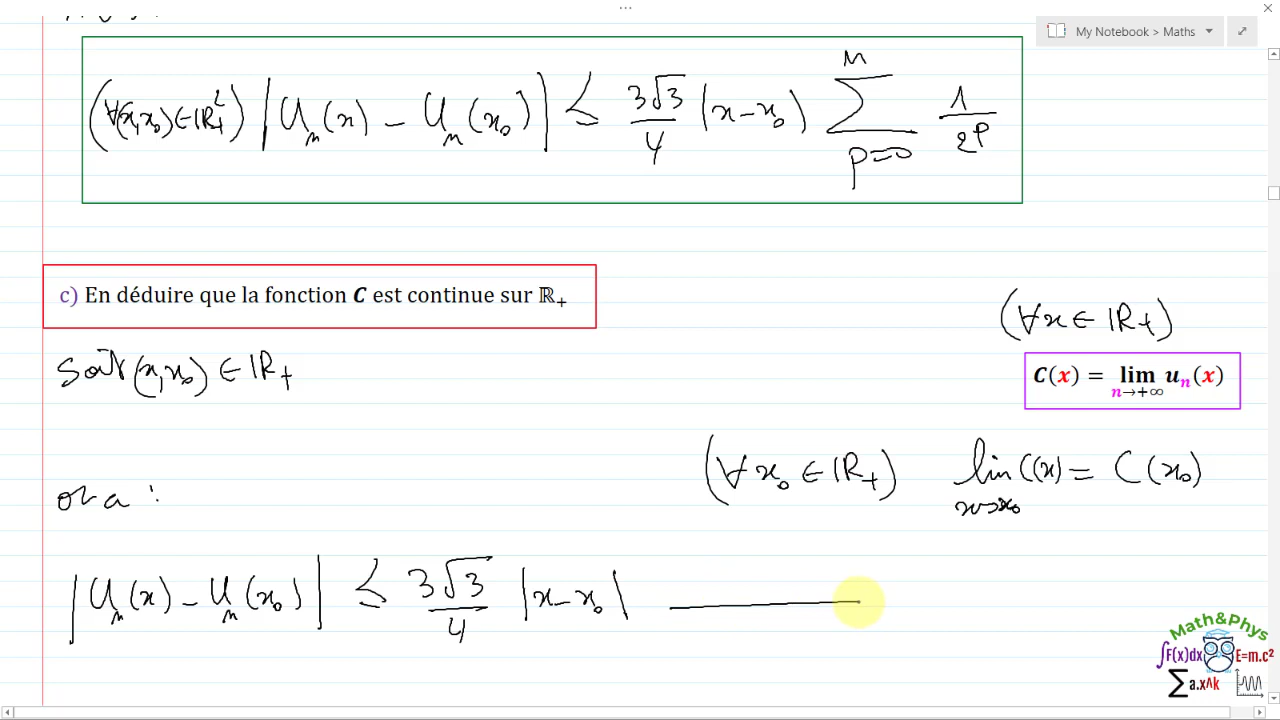 ...
My Notebook > Maths
(∀(x,x₀)∈ℝ₊²) |Uₙ(x) − Uₙ(x₀)| ≤ 3√3/4 |x−x₀| ∑_{p=0}^{n} 1/2^p
c) En déduire que la fonction C est continue sur ℝ₊
(∀x ∈ ℝ₊)
Soit (x,x₀) ∈ ℝ₊
C(x) = lim_{n→+∞} uₙ(x)
(∀ x₀ ∈ ℝ₊) lim_{x→x₀} C(x) = C(x₀)
on a :
|Uₙ(x) − Uₙ(x₀)| ≤ 3√3/4 |x−x₀|
Math&Phys
∫F(x)dx E=m.c²
∑ a.x^k